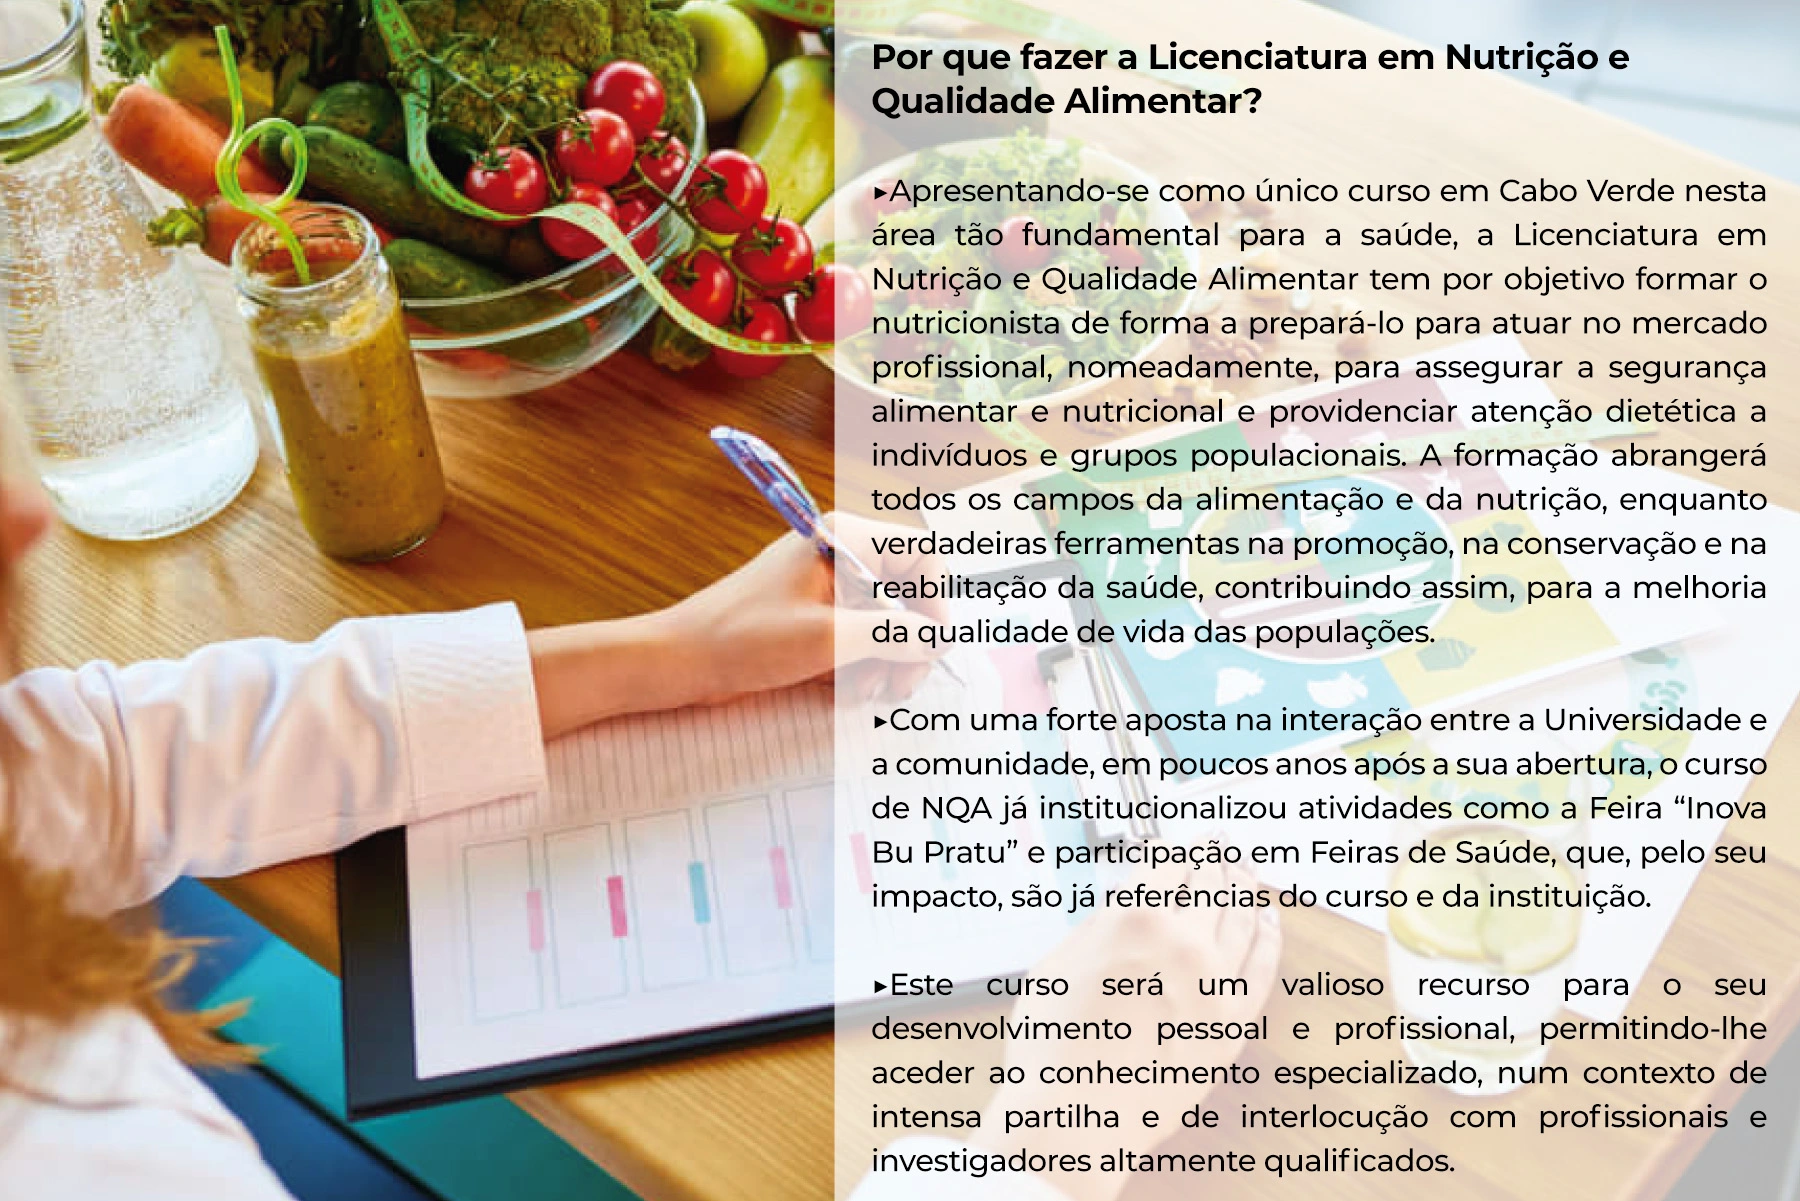 Por que fazer a Licenciatura em Nutrição e
Qualidade Alimentar?
▸Apresentando-se como único curso em Cabo Verde nesta
área tão fundamental para a saúde, a Licenciatura em
Nutrição e Qualidade Alimentar tem por objetivo formar o
nutricionista de forma a prepará-lo para atuar no mercado
profissional, nomeadamente, para assegurar a segurança
alimentar e nutricional e providenciar atenção dietética a
indivíduos e grupos populacionais. A formação abrangerá
todos os campos da alimentação e da nutrição, enquanto
verdadeiras ferramentas na promoção, na conservação e na
reabilitação da saúde, contribuindo assim, para a melhoria
da qualidade de vida das populações.
▸Com uma forte aposta na interação entre a Universidade e
a comunidade, em poucos anos após a sua abertura, o curso
de NQA já institucionalizou atividades como a Feira “Inova
Bu Pratu” e participação em Feiras de Saúde, que, pelo seu
impacto, são já referências do curso e da instituição.
▸Este curso será um valioso recurso para o seu
desenvolvimento pessoal e profissional, permitindo-lhe
aceder ao conhecimento especializado, num contexto de
intensa partilha e de interlocução com profissionais e
investigadores altamente qualificados.